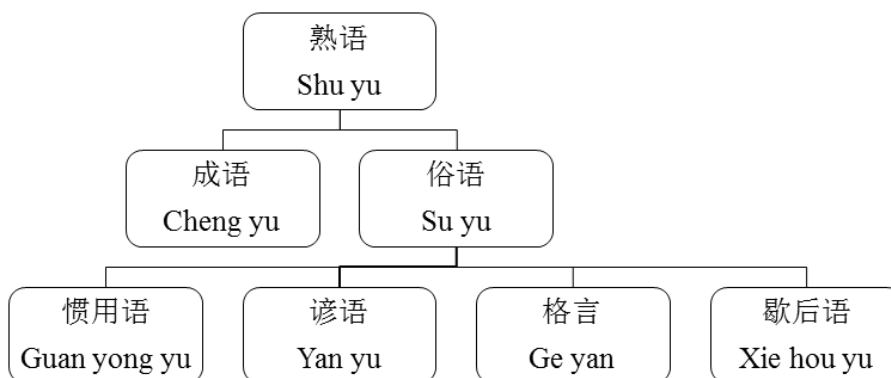 熟语
Shu yu
成语
Cheng yu
俗语
Su yu
惯用语
Guan yong yu
谚语
Yan yu
格言
Ge yan
歇后语
Xie hou yu